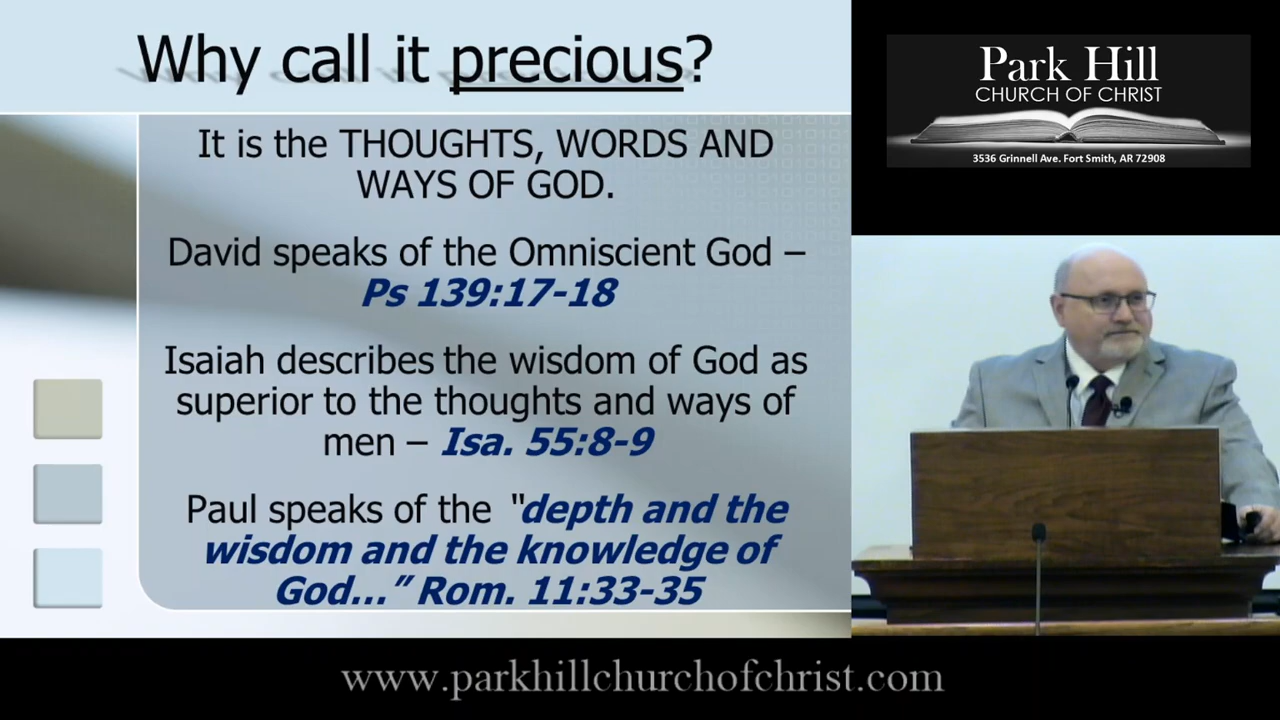 Why call it precious?
It is the THOUGHTS, WORDS AND
WAYS OF GOD.
David speaks of the Omniscient God –
Ps 139:17-18
Isaiah describes the wisdom of God as
superior to the thoughts and ways of
men – Isa. 55:8-9
Paul speaks of the “depth and the
wisdom and the knowledge of
God…” Rom. 11:33-35
Park Hill
CHURCH OF CHRIST
3536 Grinnell Ave. Fort Smith, AR 72908
www.parkhillchurchofchrist.com